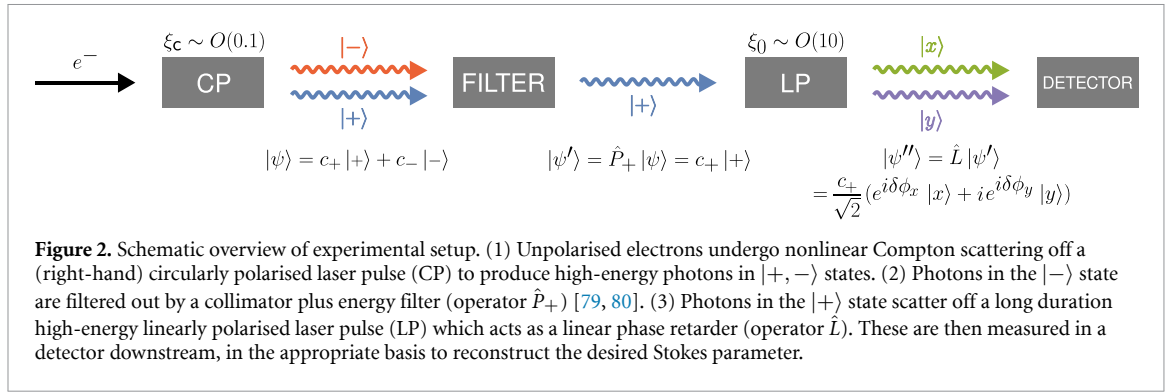 ξc ∼ O(0.1)
ξ0 ∼ O(10)
e−
|−⟩
|x⟩
CP
FILTER
LP
DETECTOR
|+⟩
|+⟩
|y⟩
|ψ⟩ = c+ |+⟩ + c− |−⟩
|ψ′⟩ = P̂+ |ψ⟩ = c+ |+⟩
|ψ′′⟩ = L̂ |ψ′⟩
= c+/√2 (e^{iδϕx} |x⟩ + ie^{iδϕy} |y⟩)
Figure 2. Schematic overview of experimental setup. (1) Unpolarised electrons undergo nonlinear Compton scattering off a
(right-hand) circularly polarised laser pulse (CP) to produce high-energy photons in |+,−⟩ states. (2) Photons in the |−⟩ state
are filtered out by a collimator plus energy filter (operator P̂+) [79, 80]. (3) Photons in the |+⟩ state scatter off a long duration
high-energy linearly polarised laser pulse (LP) which acts as a linear phase retarder (operator L̂). These are then measured in a
detector downstream, in the appropriate basis to reconstruct the desired Stokes parameter.